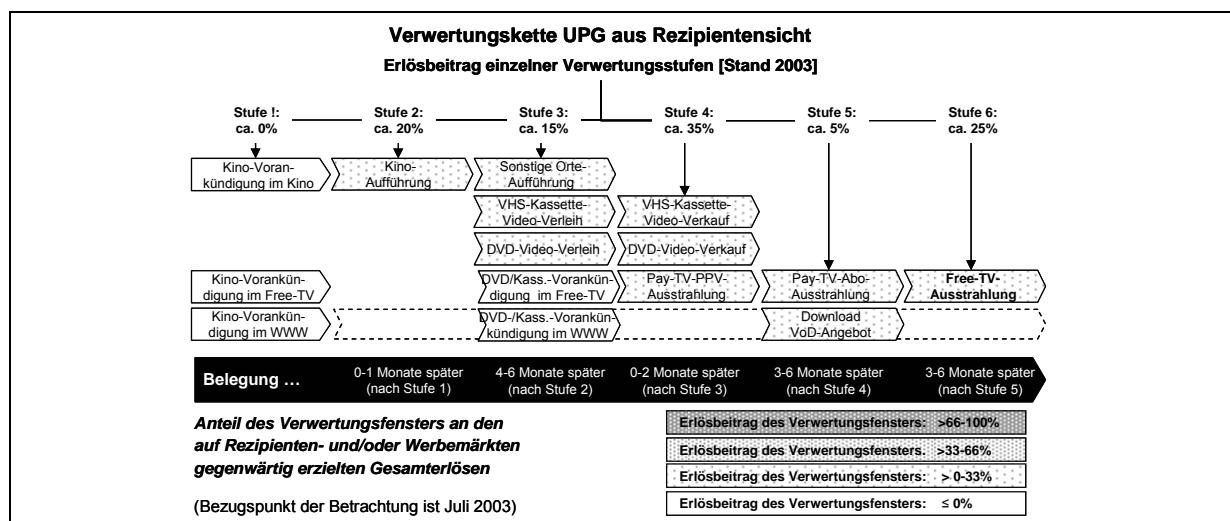 Verwertungskette UPG aus Rezipientensicht
Erlösbeitrag einzelner Verwertungsstufen [Stand 2003]
Stufe !:
ca. 0%
Stufe 2:
ca. 20%
Stufe 3:
ca. 15%
Stufe 4:
ca. 35%
Stufe 5:
ca. 5%
Stufe 6:
ca. 25%
Kino-Voran-
kündigung im Kino
Kino-
Aufführung
Sonstige Orte-
Aufführung
VHS-Kassette-
Video-Verleih
VHS-Kassette-
Video-Verkauf
DVD-Video-Verleih
DVD-Video-Verkauf
Kino-Vorankün-
digung im Free-TV
DVD/Kass.-Vorankün-
digung im Free-TV
Pay-TV-PPV-
Ausstrahlung
Pay-TV-Abo-
Ausstrahlung
Free-TV-
Ausstrahlung
Kino-Vorankün-
digung im WWW
DVD-/Kass.-Vorankün-
kündigung im WWW
Download
VoD-Angebot
Belegung ...
0-1 Monate später
(nach Stufe 1)
4-6 Monate später
(nach Stufe 2)
0-2 Monate später
(nach Stufe 3)
3-6 Monate später
(nach Stufe 4)
3-6 Monate später
(nach Stufe 5)
Anteil des Verwertungsfensters an den
auf Rezipienten- und/oder Werbemärkten
gegenwärtig erzielten Gesamterlösen
(Bezugspunkt der Betrachtung ist Juli 2003)
Erlösbeitrag des Verwertungsfensters: >66-100%
Erlösbeitrag des Verwertungsfensters. >33-66%
Erlösbeitrag des Verwertungsfensters: > 0-33%
Erlösbeitrag des Verwertungsfensters: ≤ 0%